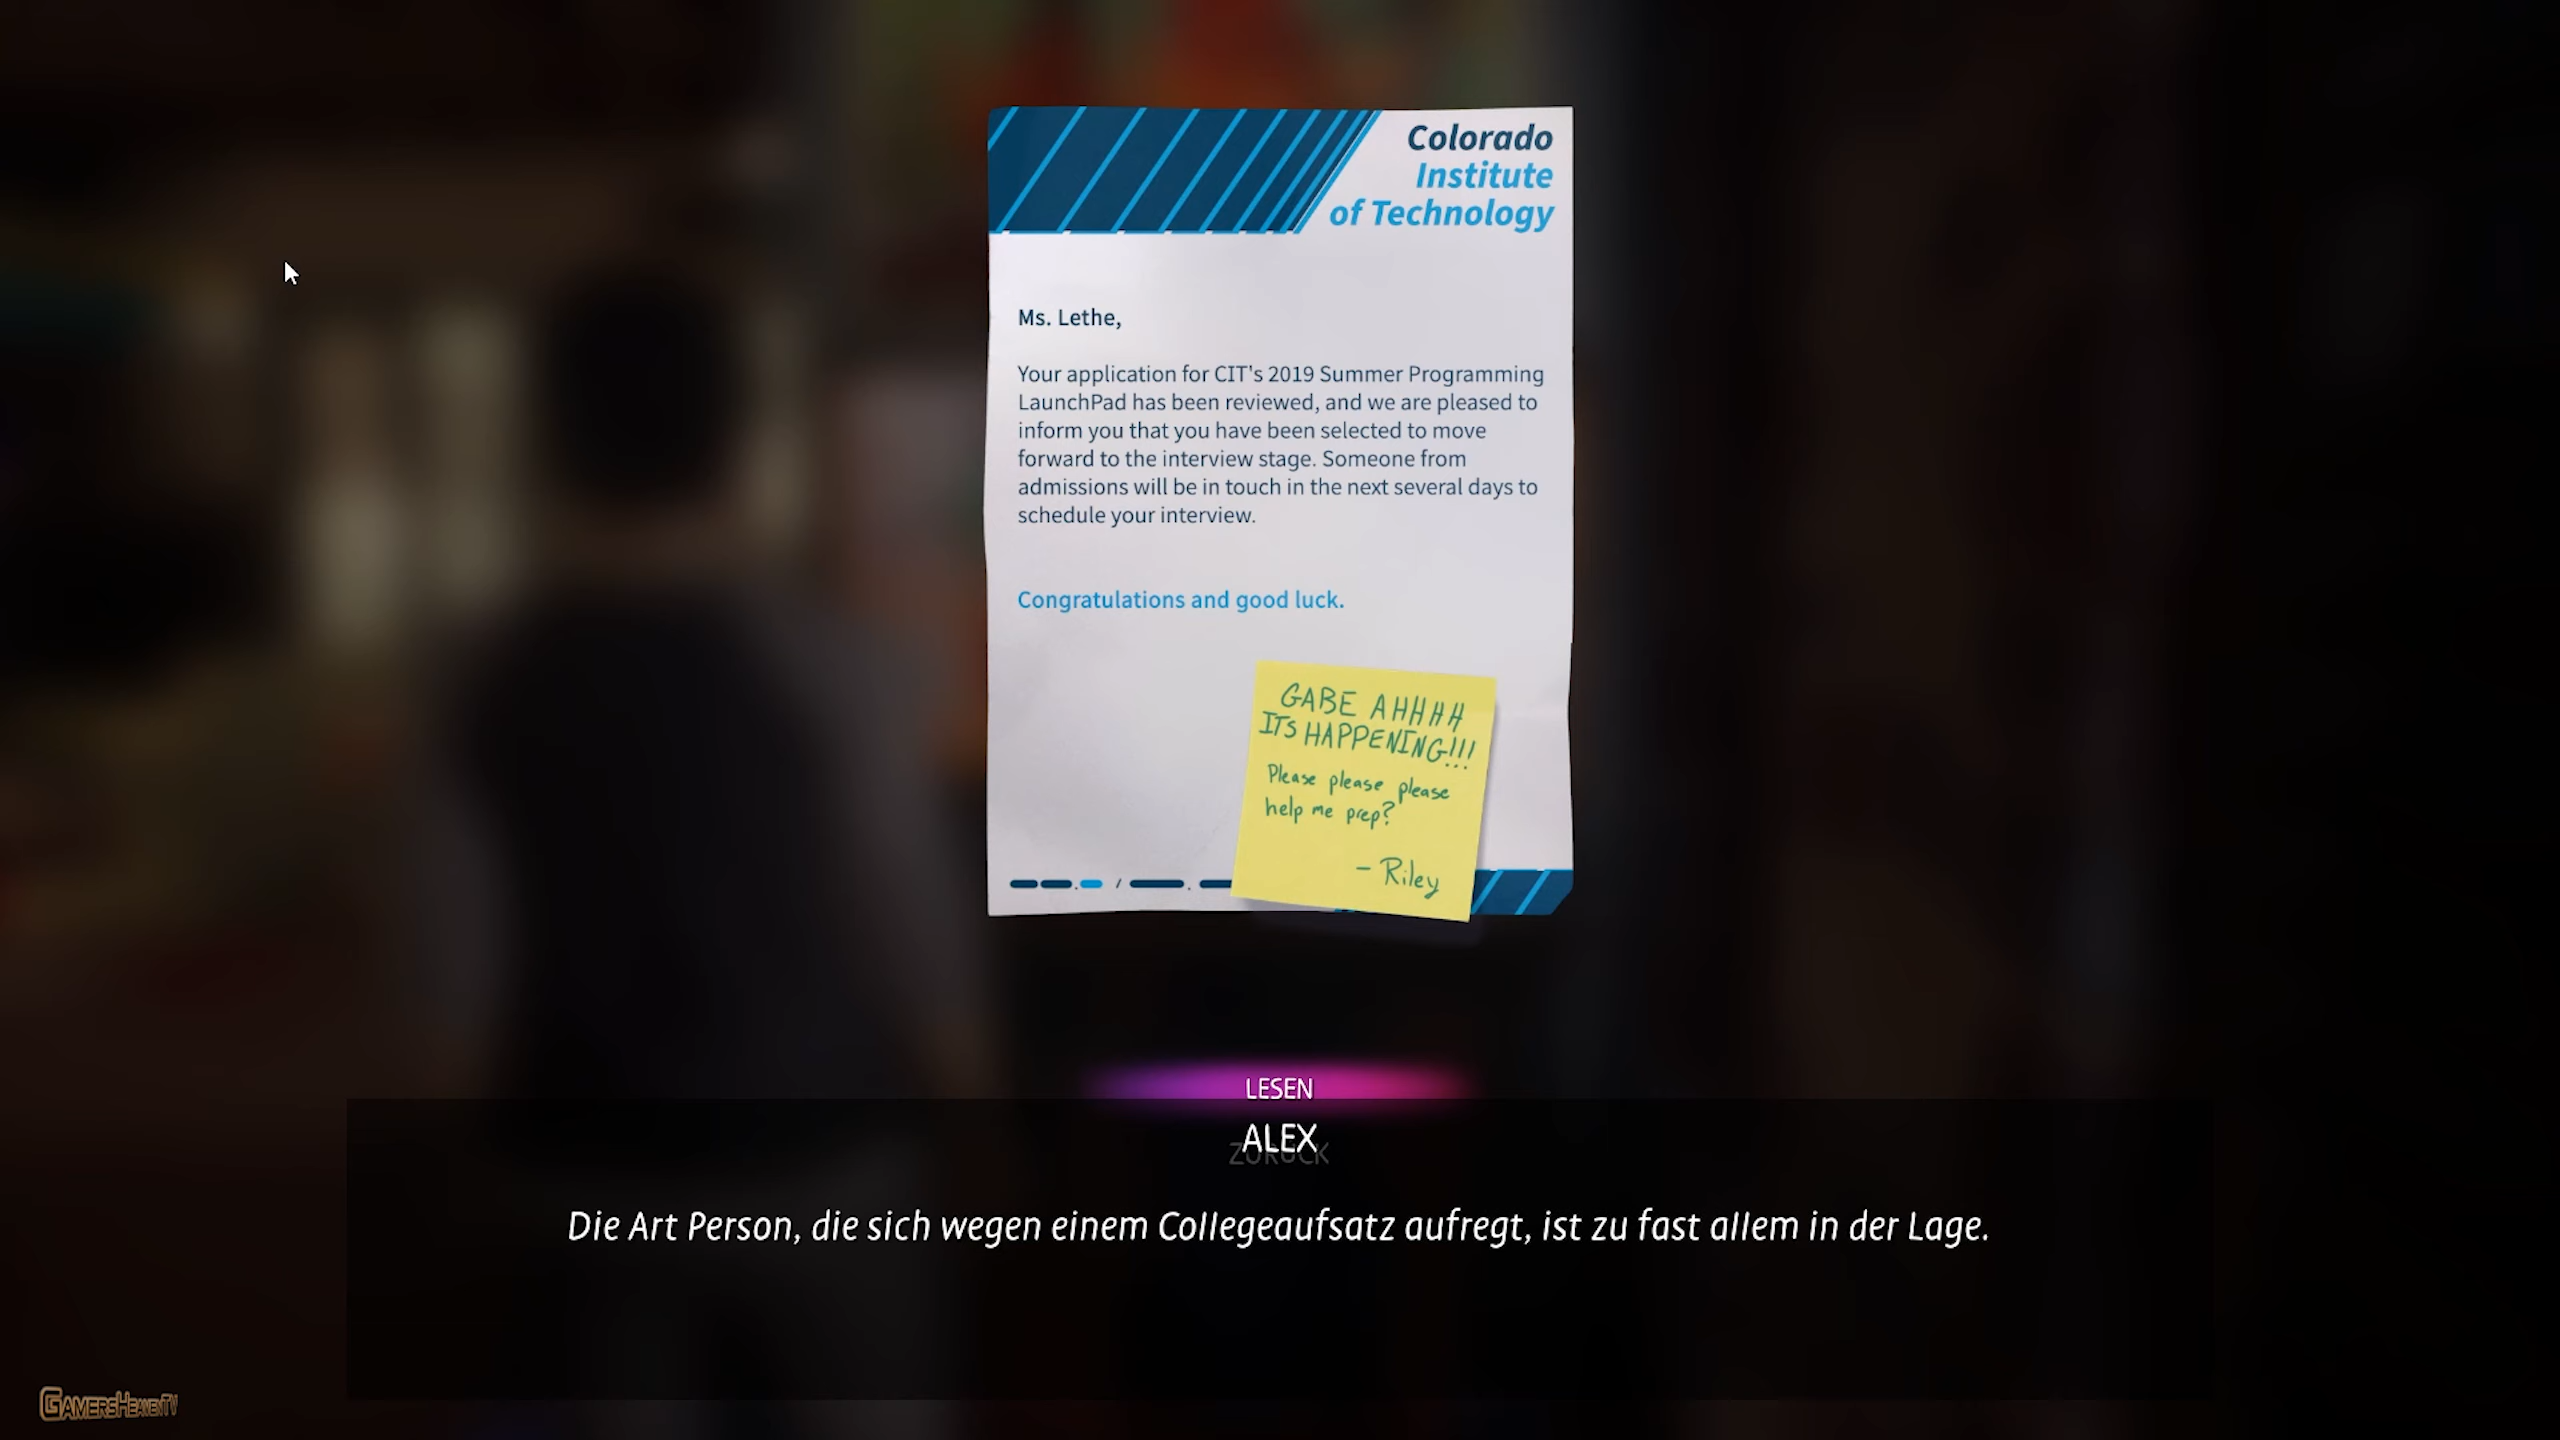 Colorado
Institute
of Technology
Ms. Lethe,
Your application for CIT's 2019 Summer Programming
LaunchPad has been reviewed, and we are pleased to
inform you that you have been selected to move
forward to the interview stage. Someone from
admissions will be in touch in the next several days to
schedule your interview.
Congratulations and good luck.
GABE AHHHH
ITS HAPPENING!!!
Please please please
help me prep?
- Riley
LESEN
ALEX
ZURÜCK
Die Art Person, die sich wegen einem Collegeaufsatz aufregt, ist zu fast allem in der Lage.
GAMERSHEAVENTV